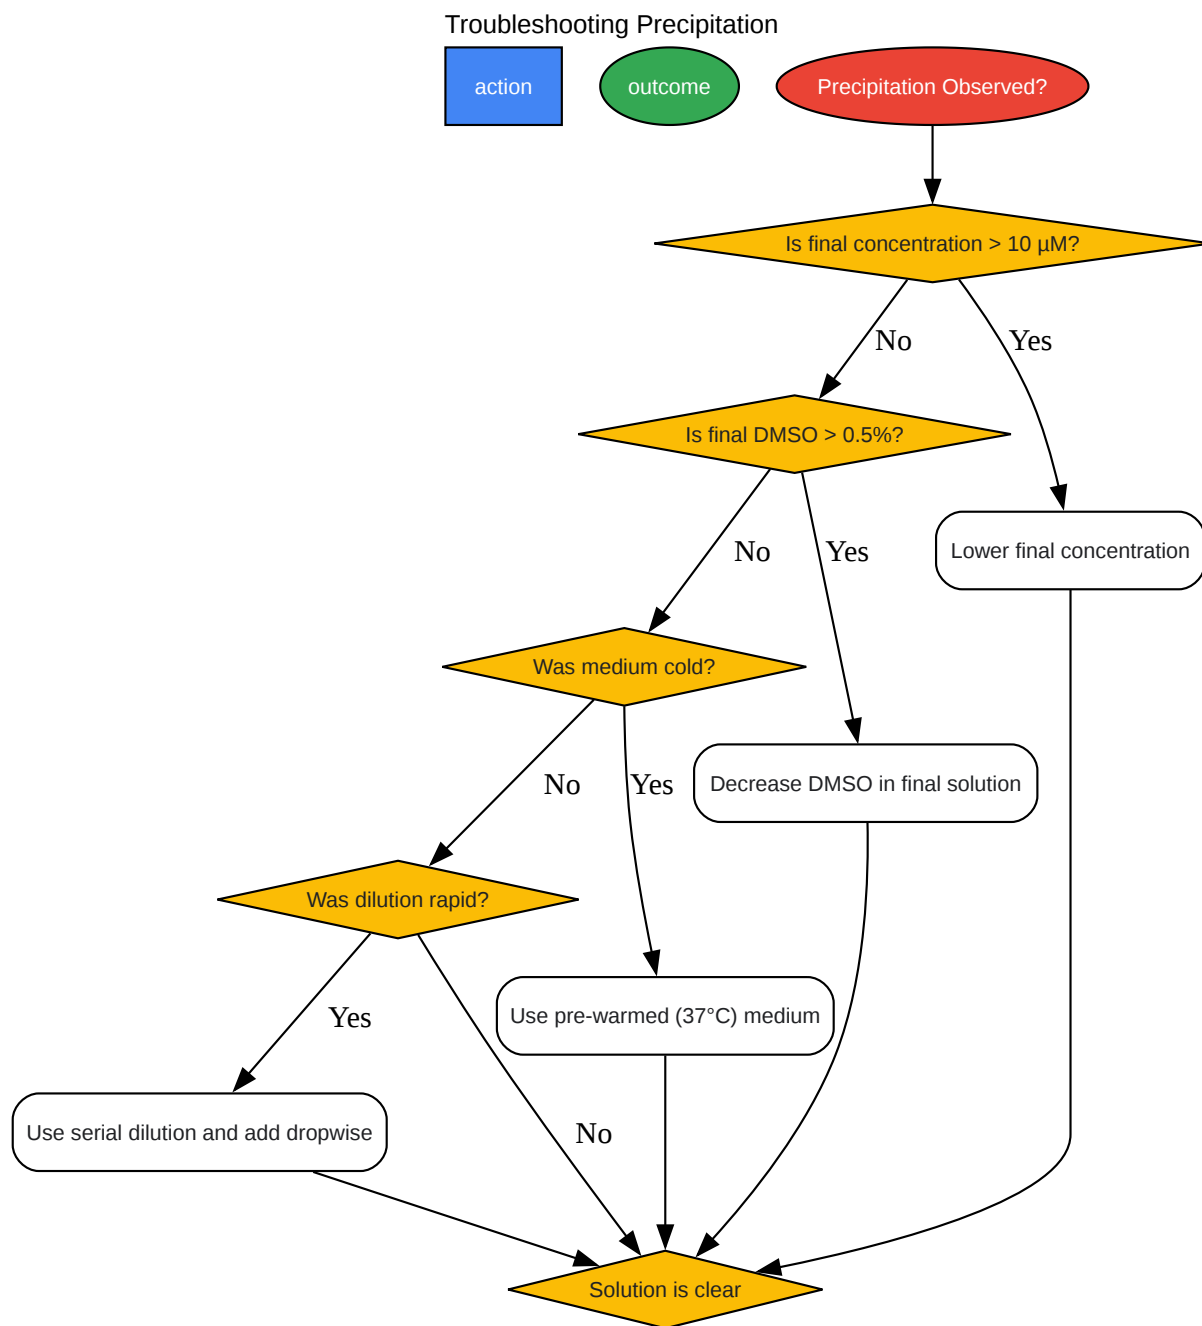 Troubleshooting Precipitation
action
outcome
Precipitation Observed?
Is final concentration > 10 µM?
No
Yes
Is final DMSO > 0.5%?
No
Yes
Lower final concentration
Was medium cold?
No
Yes
Decrease DMSO in final solution
Was dilution rapid?
Yes
Use pre-warmed (37°C) medium
Use serial dilution and add dropwise
No
Solution is clear